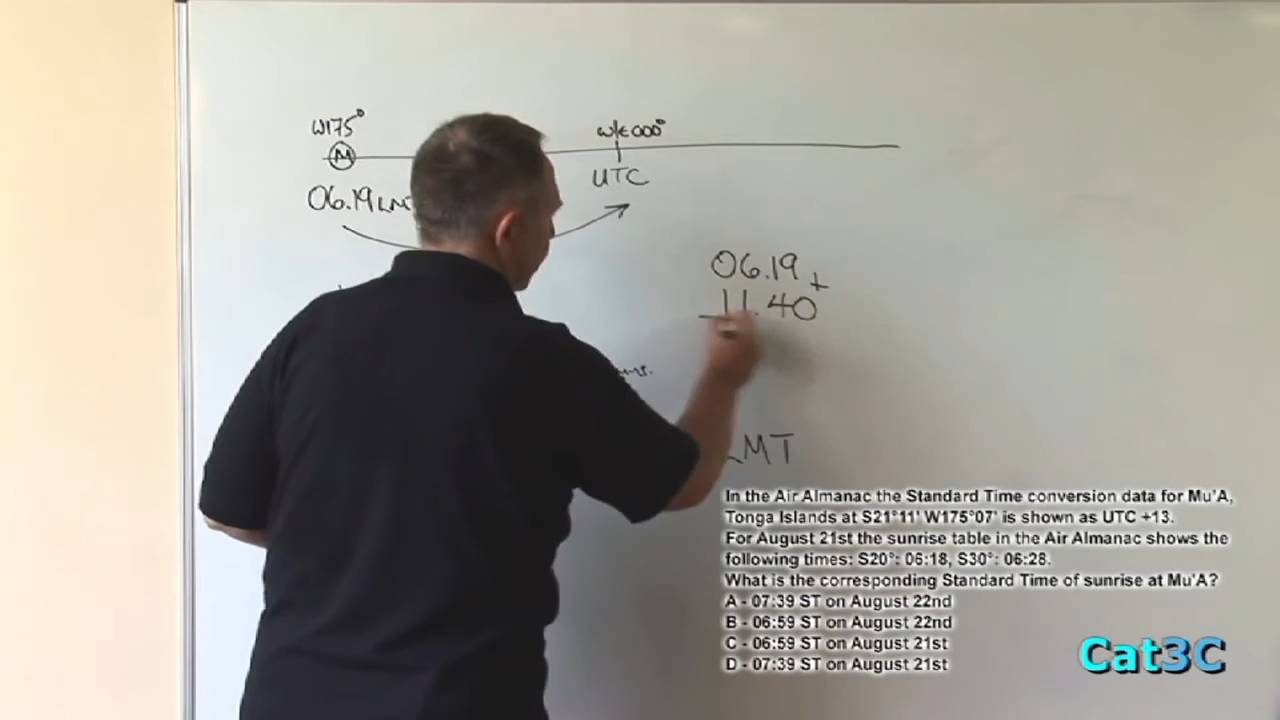 W175°
W/E000°
M
UTC
06.19 LMT
06.19
+
11.40
LMT
In the Air Almanac the Standard Time conversion data for Mu'A,
Tonga Islands at S21°11' W175°07' is shown as UTC +13.
For August 21st the sunrise table in the Air Almanac shows the
following times: S20°: 06:18, S30°: 06:28.
What is the corresponding Standard Time of sunrise at Mu'A?
A - 07:39 ST on August 22nd
B - 06:59 ST on August 22nd
C - 06:59 ST on August 21st
D - 07:39 ST on August 21st
Cat3C